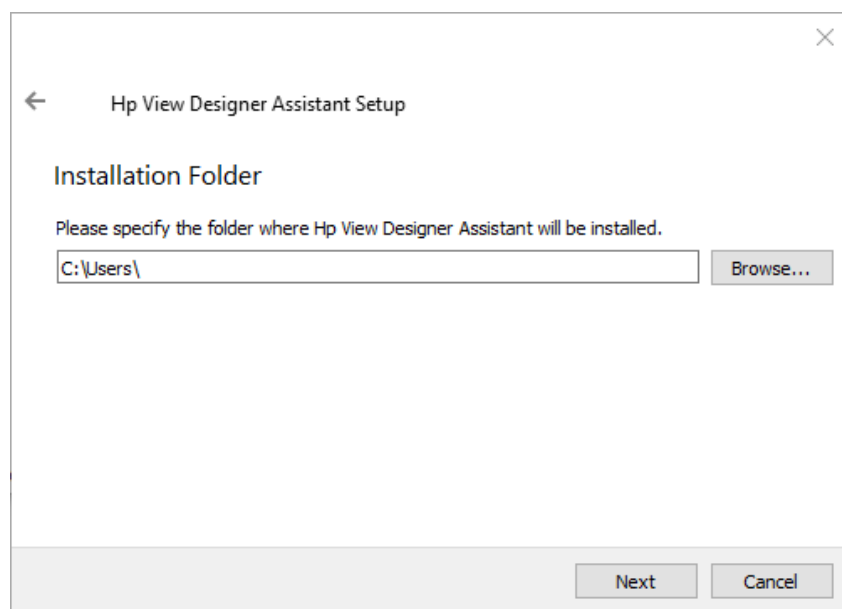 Hp View Designer Assistant Setup
Installation Folder
Please specify the folder where Hp View Designer Assistant will be installed.
C:\Users\
Browse...
Next
Cancel